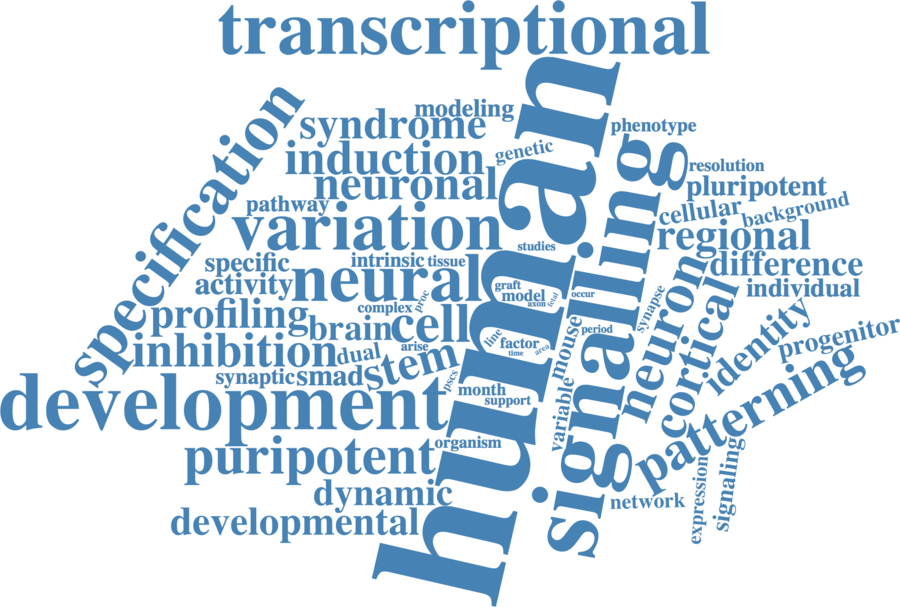 transcriptional
human
specification
modeling
syndrome
phenotype
genetic
induction
signalling
resolution
neuronal
pluripotent
pathway
cellular
background
variation
regional
studies
specific
intrinsic
tissue
neural
difference
activity
graft
model
axon
fetal
occur
individual
neuron
cortical
synapse
complex
proc
profiling
brain
cell
line
factor
time
area
mouse
period
identity
progenitor
inhibition
dual
arise
stem
synaptic
smad
pscs
month
support
variable
patterning
development
organism
puripotent
expression
signaling
dynamic
network
developmental